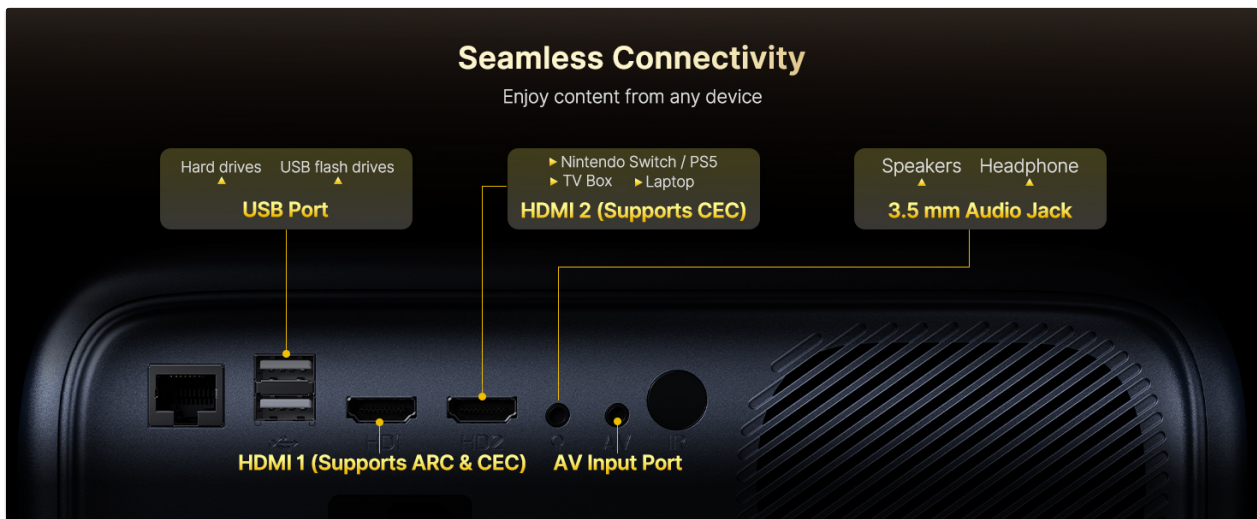 Seamless Connectivity
Enjoy content from any device
Hard drives USB flash drives
USB Port
Nintendo Switch / PS5
TV Box Laptop
HDMI 2 (Supports CEC)
Speakers Headphone
3.5 mm Audio Jack
HD1 HD2 AV IR
HDMI 1 (Supports ARC & CEC) AV Input Port